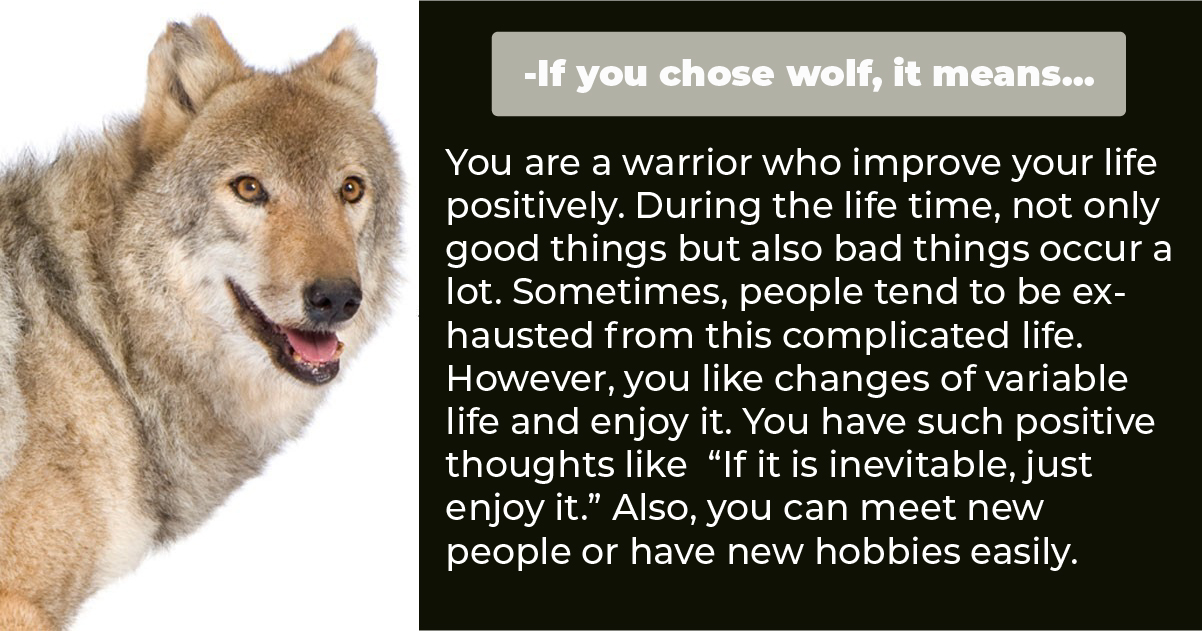 -If you chose wolf, it means...
You are a warrior who improve your life
positively. During the life time, not only
good things but also bad things occur a
lot. Sometimes, people tend to be ex-
hausted from this complicated life.
However, you like changes of variable
life and enjoy it. You have such positive
thoughts like  “If it is inevitable, just
enjoy it.” Also, you can meet new
people or have new hobbies easily.